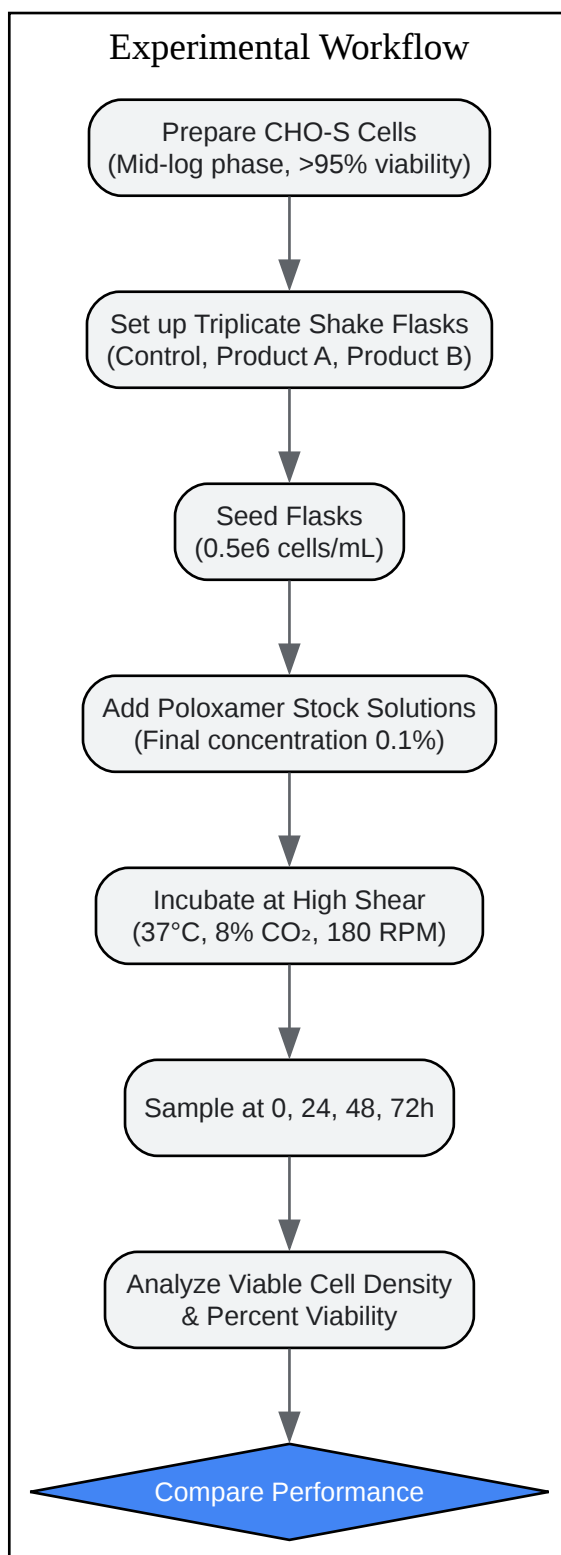 Experimental Workflow
Prepare CHO-S Cells
(Mid-log phase, >95% viability)
Set up Triplicate Shake Flasks
(Control, Product A, Product B)
Seed Flasks
(0.5e6 cells/mL)
Add Poloxamer Stock Solutions
(Final concentration 0.1%)
Incubate at High Shear
(37°C, 8% CO₂, 180 RPM)
Sample at 0, 24, 48, 72h
Analyze Viable Cell Density
& Percent Viability
Compare Performance